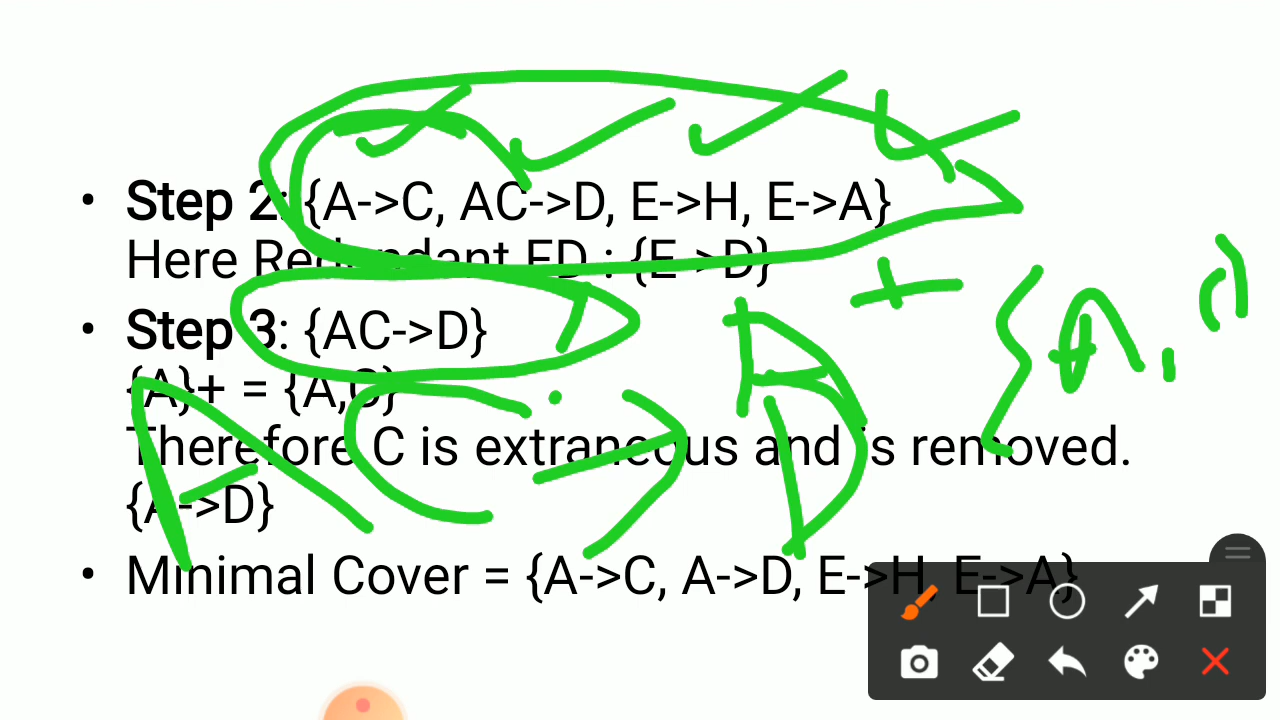 • Step 2: {A->C, AC->D, E->H, E->A}
Here Redundant FD : {E->D}
• Step 3: {AC->D}
{A}+ = {A,C}
Therefore C is extraneous and is removed.
{A->D}
• Minimal Cover = {A->C, A->D, E->H, E->A}
A C -> D